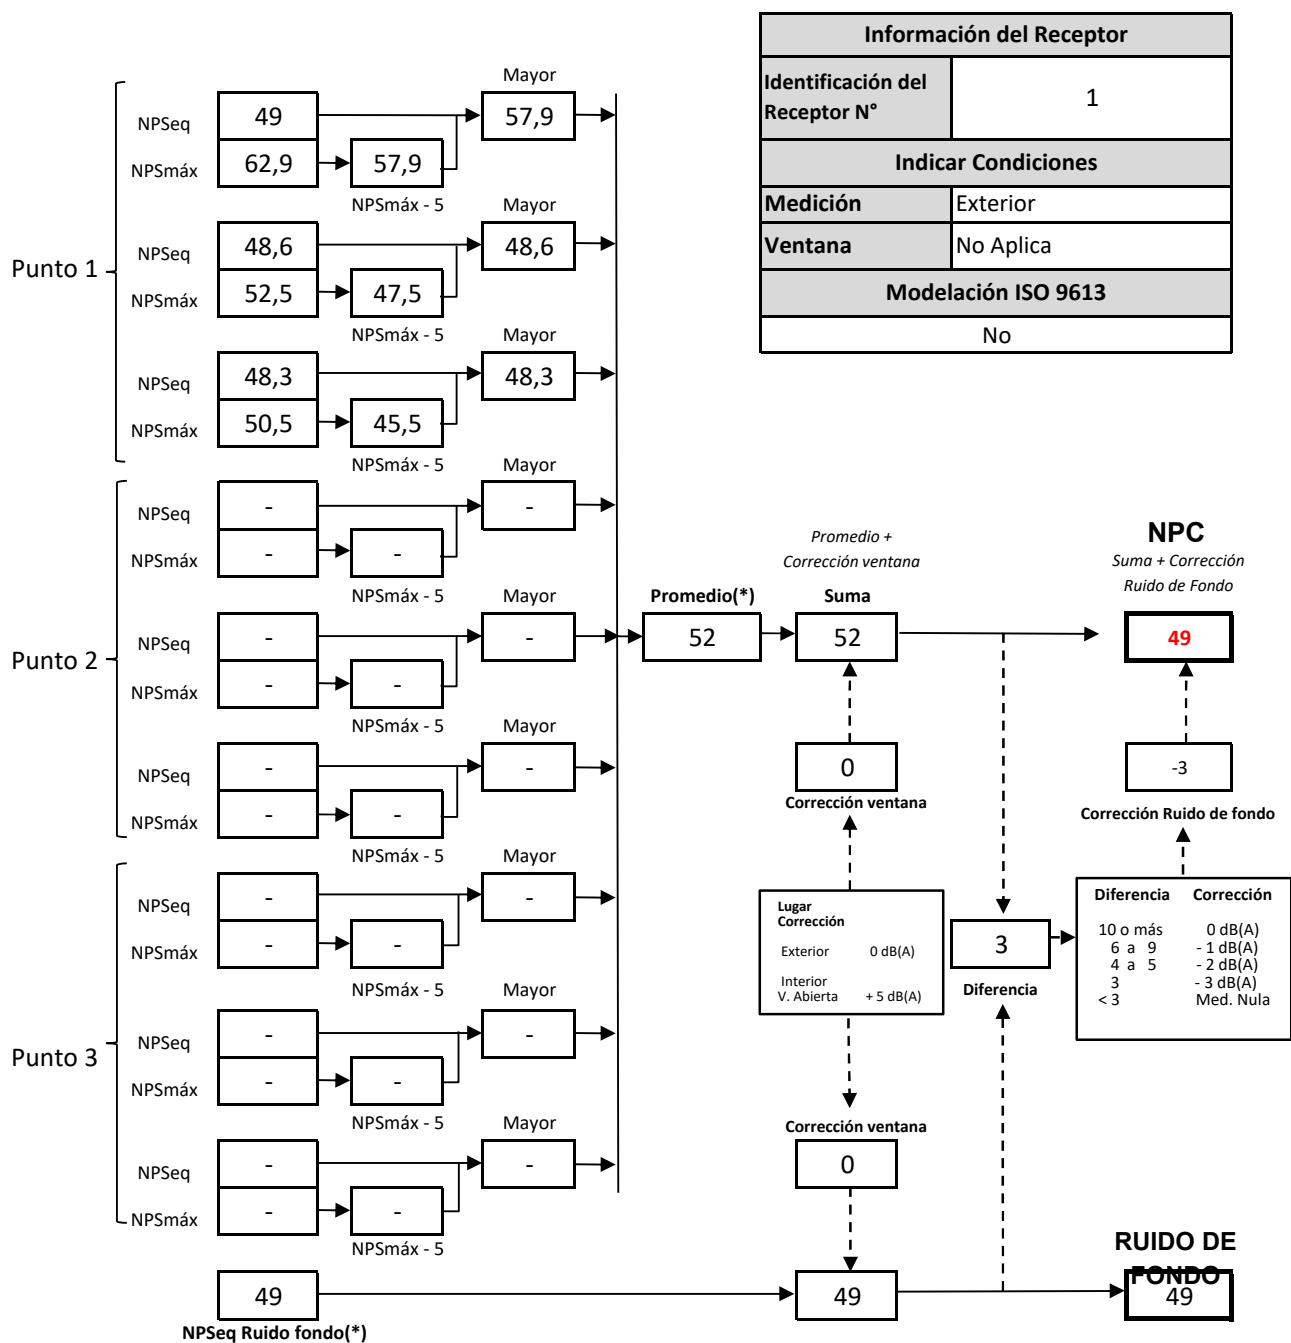 Información del Receptor
Identificación del
Receptor N°
1
Indicar Condiciones
Medición
Exterior
Ventana
No Aplica
Modelación ISO 9613
No
Punto 1
Mayor
NPSeq
49
57,9
NPSmáx
62,9
57,9
NPSmáx - 5
Mayor
NPSeq
48,6
48,6
NPSmáx
52,5
47,5
NPSmáx - 5
Mayor
NPSeq
48,3
48,3
NPSmáx
50,5
45,5
NPSmáx - 5
Punto 2
Mayor
NPSeq
-
-
NPSmáx
-
-
NPSmáx - 5
Mayor
NPSeq
-
-
NPSmáx
-
-
NPSmáx - 5
Mayor
NPSeq
-
-
NPSmáx
-
-
NPSmáx - 5
Punto 3
Mayor
NPSeq
-
-
NPSmáx
-
-
NPSmáx - 5
Mayor
NPSeq
-
-
NPSmáx
-
-
NPSmáx - 5
Mayor
NPSeq
-
-
NPSmáx
-
-
NPSmáx - 5
49
NPSeq Ruido fondo(*)
Promedio(*)
52
Promedio +
Corrección ventana
Suma
52
0
Corrección ventana
Lugar
Corrección
Exterior 0 dB(A)
Interior
V. Abierta + 5 dB(A)
Corrección ventana
0
49
3
Diferencia
NPC
Suma + Corrección
Ruido de Fondo
49
-3
Corrección Ruido de fondo
Diferencia Corrección
10 o más 0 dB(A)
6 a 9 - 1 dB(A)
4 a 5 - 2 dB(A)
3 - 3 dB(A)
< 3 Med. Nula
RUIDO DE
FONDO
49